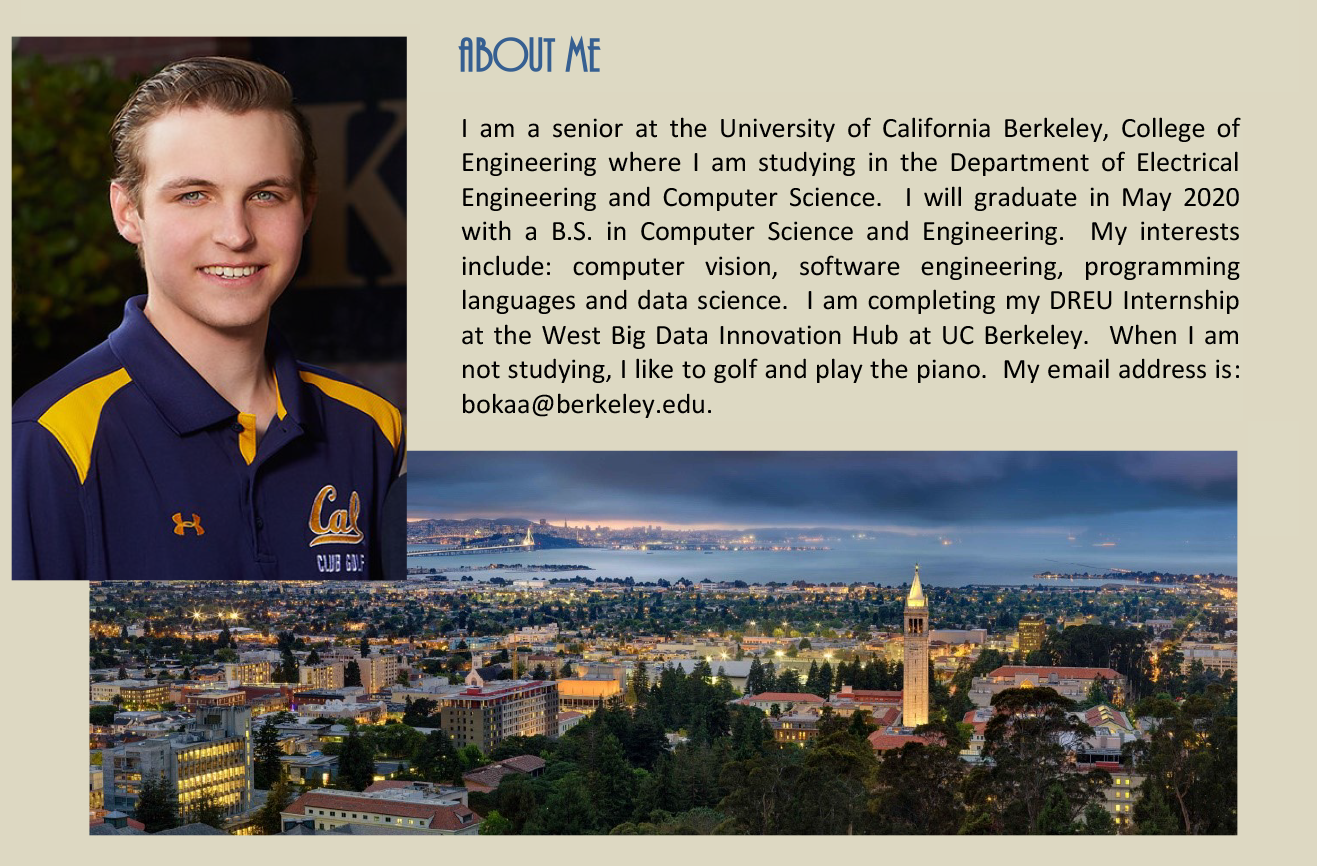 ABOUT ME
I am a senior at the University of California Berkeley, College of
Engineering where I am studying in the Department of Electrical
Engineering and Computer Science. I will graduate in May 2020
with a B.S. in Computer Science and Engineering. My interests
include: computer vision, software engineering, programming
languages and data science. I am completing my DREU Internship
at the West Big Data Innovation Hub at UC Berkeley. When I am
not studying, I like to golf and play the piano. My email address is:
bokaa@berkeley.edu.
K
Cal
CLUB GOLF